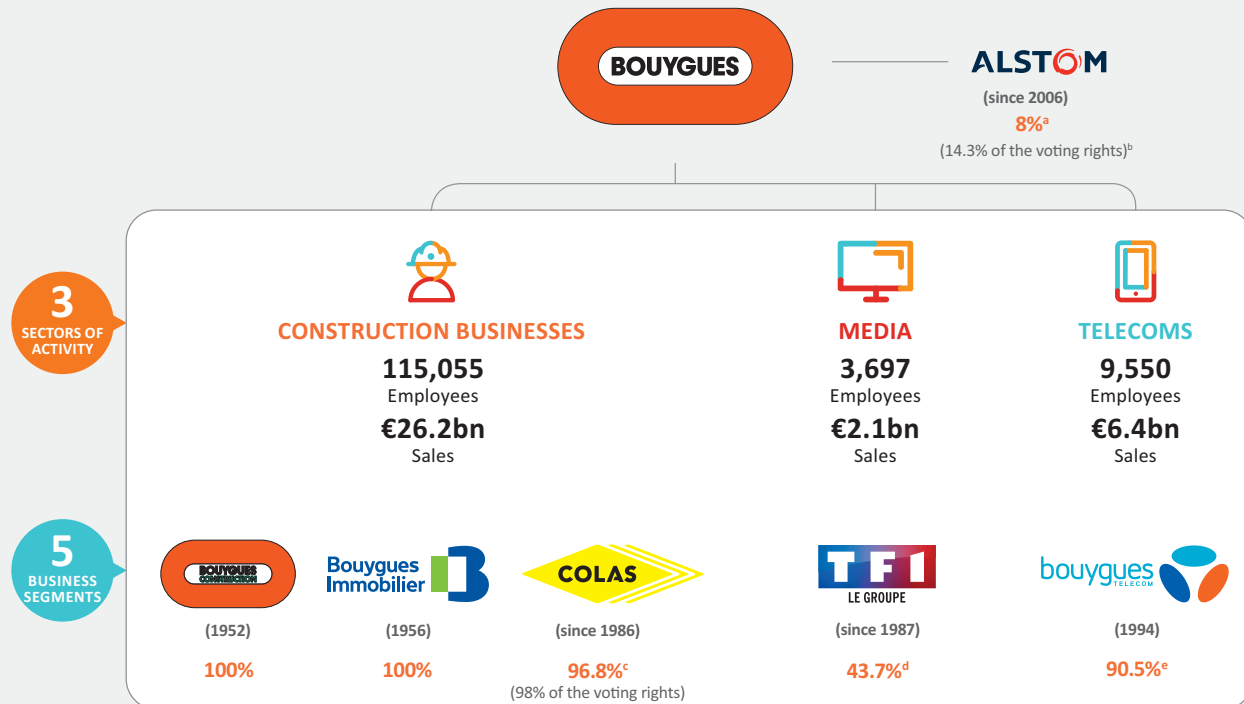 BOUYGUES
ALSTOM
(since 2006)
8%a
(14.3% of the voting rights)b
3
SECTORS OF
ACTIVITY
CONSTRUCTION BUSINESSES
115,055
Employees
€26.2bn
Sales
MEDIA
3,697
Employees
€2.1bn
Sales
TELECOMS
9,550
Employees
€6.4bn
Sales
5
BUSINESS
SEGMENTS
BOUYGUES
CONSTRUCTION
(1952)
100%
Bouygues
Immobilier
(1956)
100%
COLAS
(since 1986)
96.8%c
(98% of the voting rights)
TF1
LE GROUPE
(since 1987)
43.7%d
bouygues
TELECOM
(1994)
90.5%e